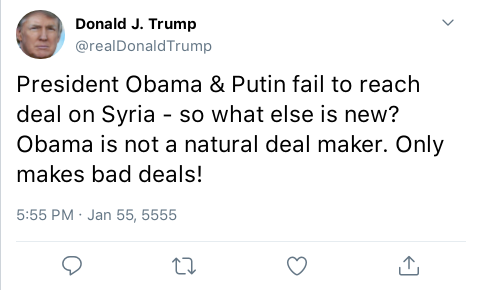 Donald J. Trump
@realDonaldTrump
President Obama & Putin fail to reach
deal on Syria - so what else is new?
Obama is not a natural deal maker. Only
makes bad deals!
5:55 PM · Jan 55, 5555